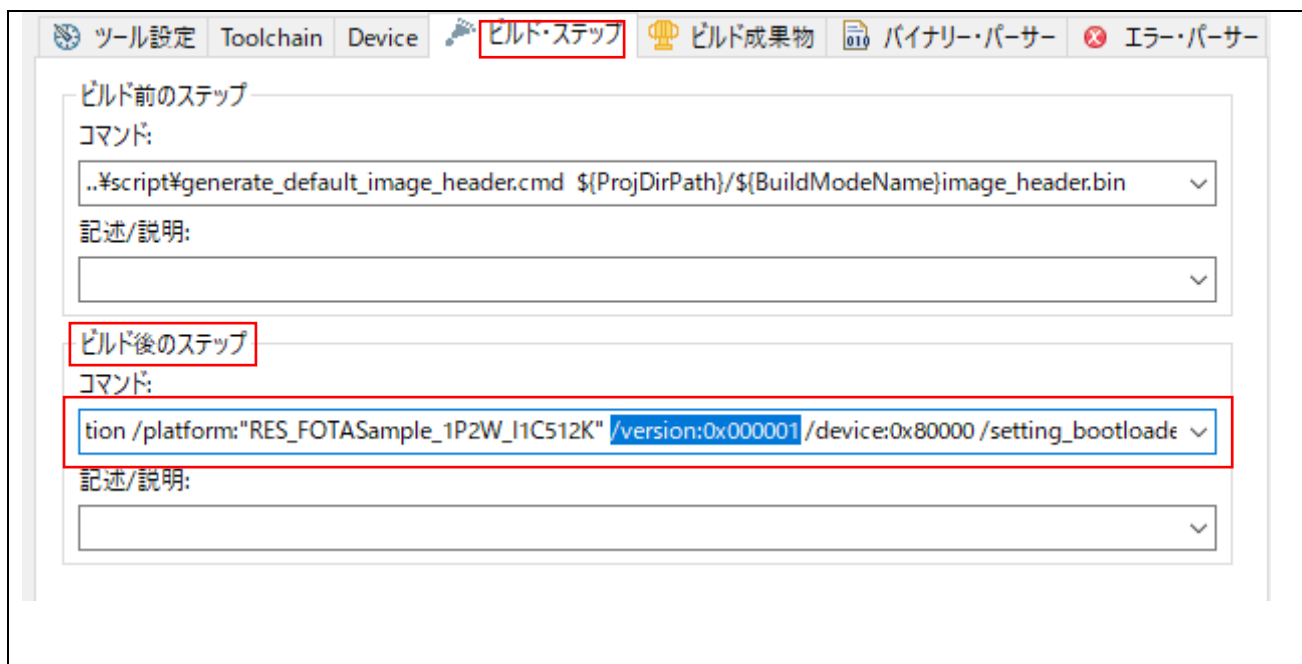 ツール設定 Toolchain Device ビルド・ステップ ビルド成果物 バイナリー・パーサー エラー・パーサー
ビルド前のステップ
コマンド:
..¥script¥generate_default_image_header.cmd ${ProjDirPath}/${BuildModeName}image_header.bin
記述/説明:
ビルド後のステップ
コマンド:
tion /platform:"RES_FOTASample_1P2W_I1C512K" /version:0x000001 /device:0x80000 /setting_bootloade
記述/説明: